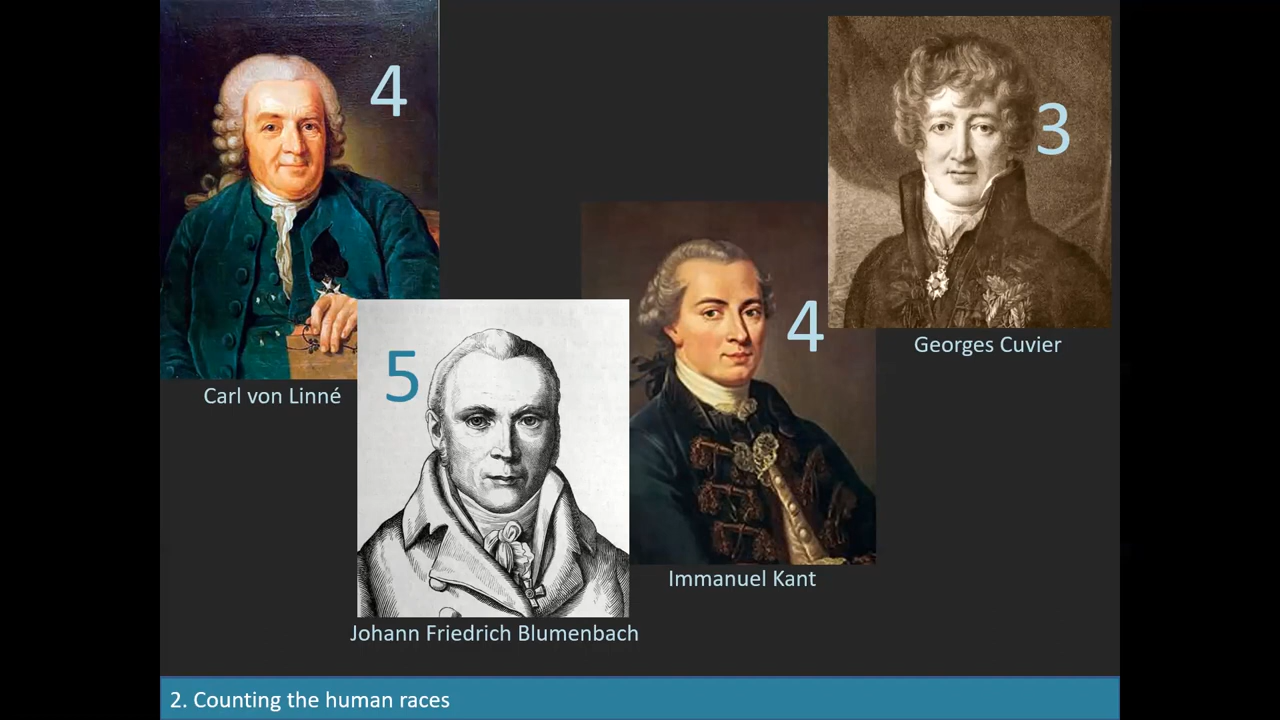 4
Carl von Linné
5
Johann Friedrich Blumenbach
4
Immanuel Kant
3
Georges Cuvier
2. Counting the human races